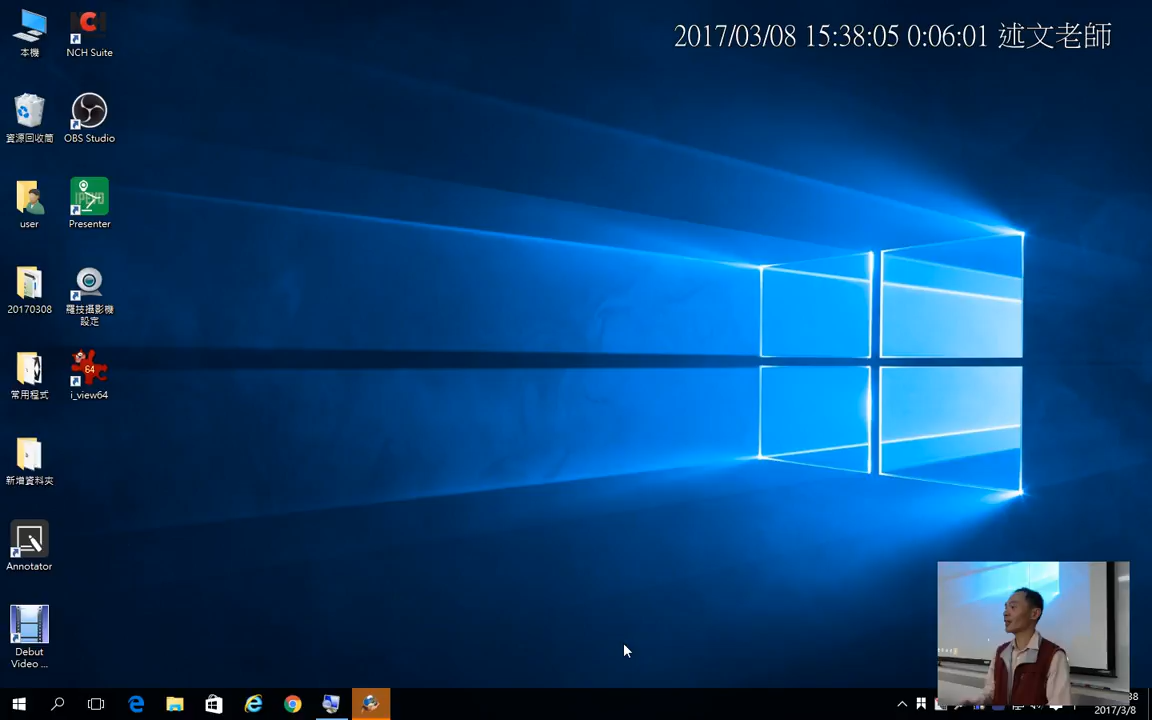 2017/03/08 15:38:05 0:06:01 述文老師
本機
NCH Suite
資源回收筒
OBS Studio
user
Presenter
20170308
羅技攝影機
設定
常用程式
64
i_view64
新增資料夾
Annotator
Debut
Video ...
2017/3/8